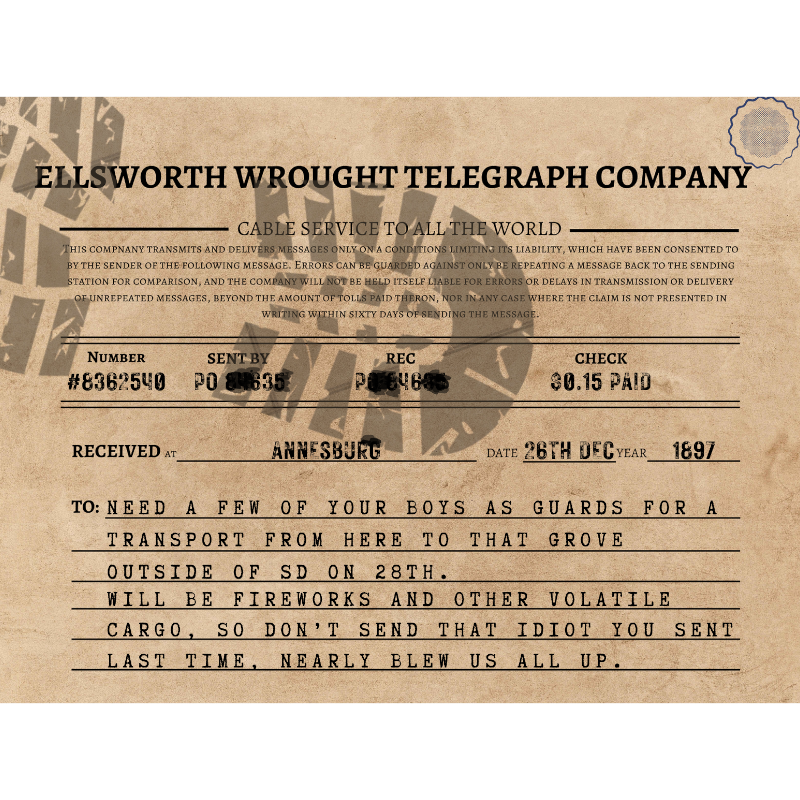 ELLSWORTH WROUGHT TELEGRAPH COMPANY
CABLE SERVICE TO ALL THE WORLD
This compnany transmits and delivers messages only on a conditions limiting its liability, which have been consented to
by the sender of the following message. Errors can be guarded against only be repeating a message back to the sending
station for comparison, and the company will not be held itself liable for errors or delays in transmission or delivery
of unrepeated messages, beyond the amount of tolls paid theron, nor in any case where the claim is not presented in
writing within sixty days of sending the message.
Number SENT BY REC CHECK
#8362540 PO PO $0.15 PAID
RECEIVED AT ANNESBURG DATE 26TH DEC YEAR 1897
TO: NEED A FEW OF YOUR BOYS AS GUARDS FOR A
TRANSPORT FROM HERE TO THAT GROVE
OUTSIDE OF SD ON 28TH.
WILL BE FIREWORKS AND OTHER VOLATILE
CARGO, SO DON'T SEND THAT IDIOT YOU SENT
LAST TIME, NEARLY BLEW US ALL UP.